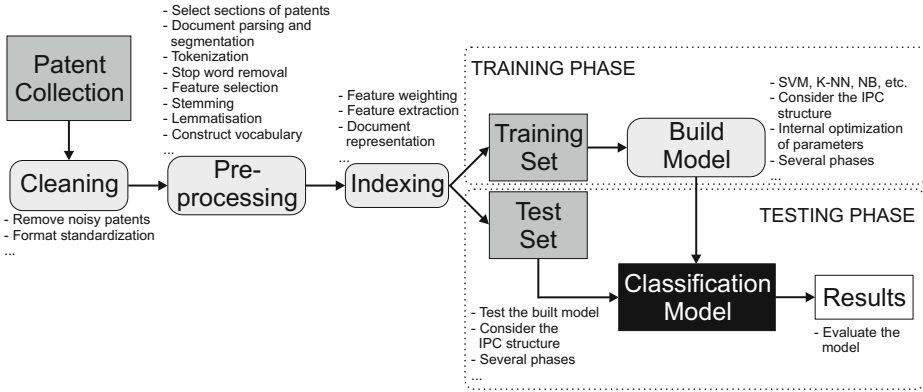 Patent
Collection
Cleaning
- Remove noisy patents
- Format standardization
...
- Select sections of patents
- Document parsing and
segmentation
- Tokenization
- Stop word removal
- Feature selection
- Stemming
- Lemmatisation
- Construct vocabulary
...
Pre-
processing
- Feature weighting
- Feature extraction
- Document
representation
...
Indexing
TRAINING PHASE
Training
Set
Build
Model
- SVM, K-NN, NB, etc.
- Consider the IPC
structure
- Internal optimization
of parameters
- Several phases
...
TESTING PHASE
Test
Set
- Test the built model
- Consider the
IPC structure
- Several phases
...
Classification
Model
Results
- Evaluate the
model